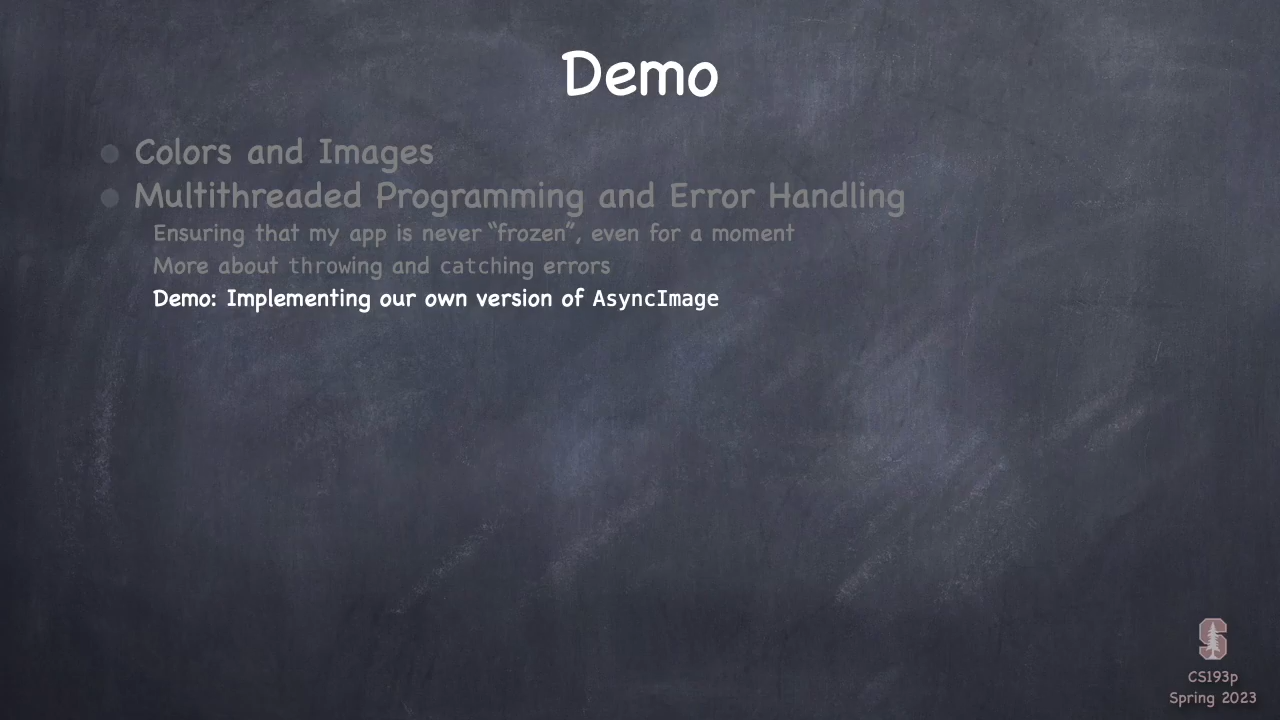 Demo
Colors and Images
Multithreaded Programming and Error Handling
Ensuring that my app is never “frozen”, even for a moment
More about throwing and catching errors
Demo: Implementing our own version of AsyncImage
CS193p
Spring 2023